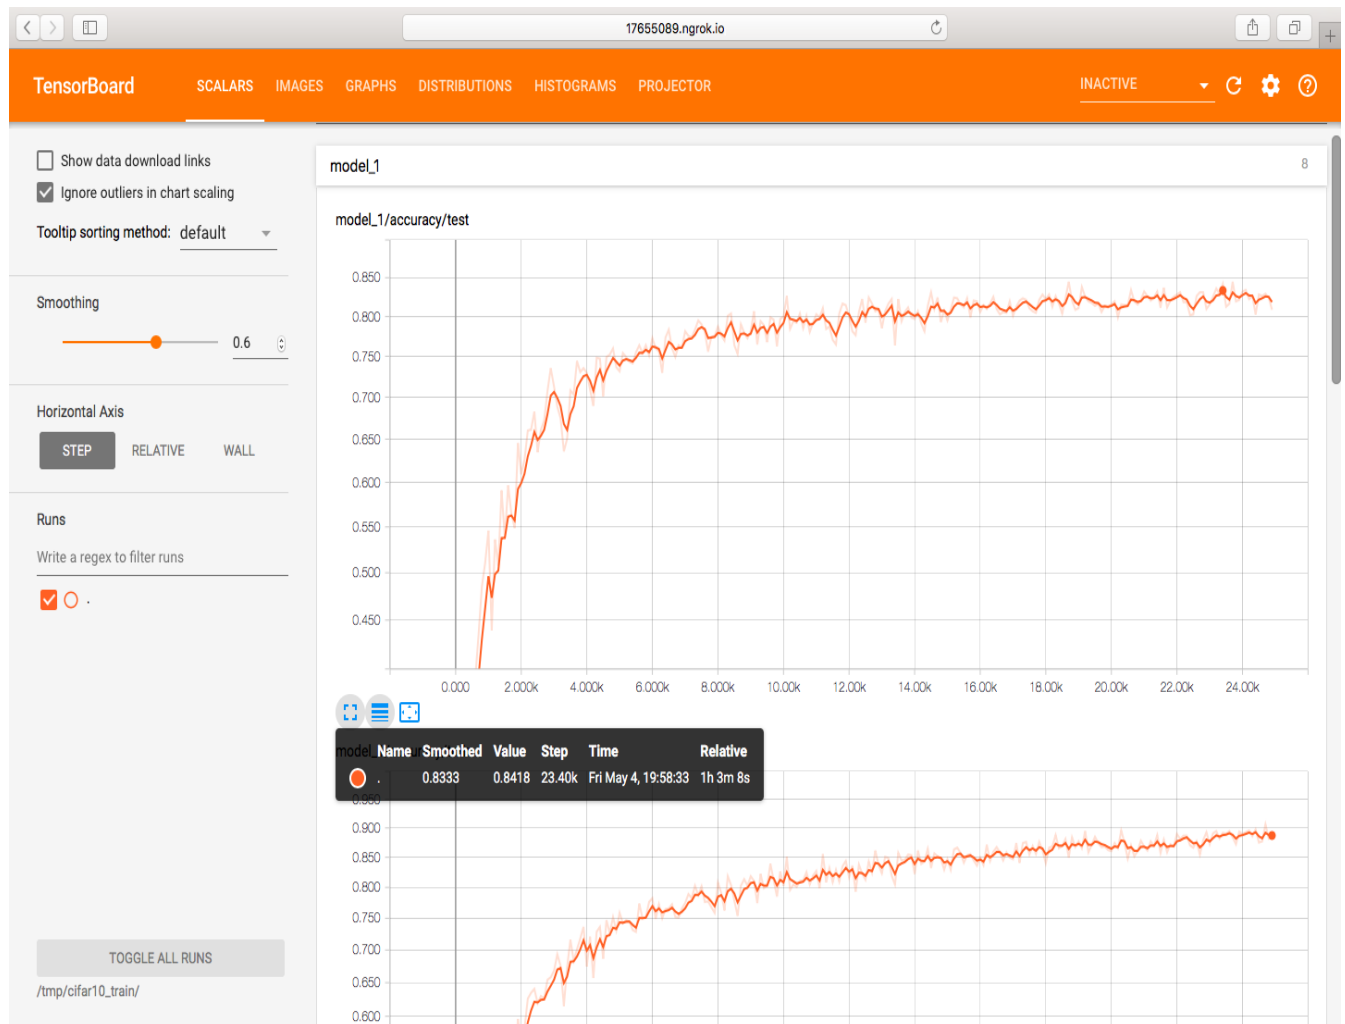 17655089.ngrok.io
TensorBoard SCALARS IMAGES GRAPHS DISTRIBUTIONS HISTOGRAMS PROJECTOR INACTIVE
Show data download links
Ignore outliers in chart scaling
Tooltip sorting method: default
Smoothing
0.6
Horizontal Axis
STEP RELATIVE WALL
Runs
Write a regex to filter runs
.
TOGGLE ALL RUNS
/tmp/cifar10_train/
model_1 8
model_1/accuracy/test
0.850
0.800
0.750
0.700
0.650
0.600
0.550
0.500
0.450
0.000 2.000k 4.000k 6.000k 8.000k 10.00k 12.00k 14.00k 16.00k 18.00k 20.00k 22.00k 24.00k
Name Smoothed Value Step Time Relative
. 0.8333 0.8418 23.40k Fri May 4, 19:58:33 1h 3m 8s
0.950
0.900
0.850
0.800
0.750
0.700
0.650
0.600